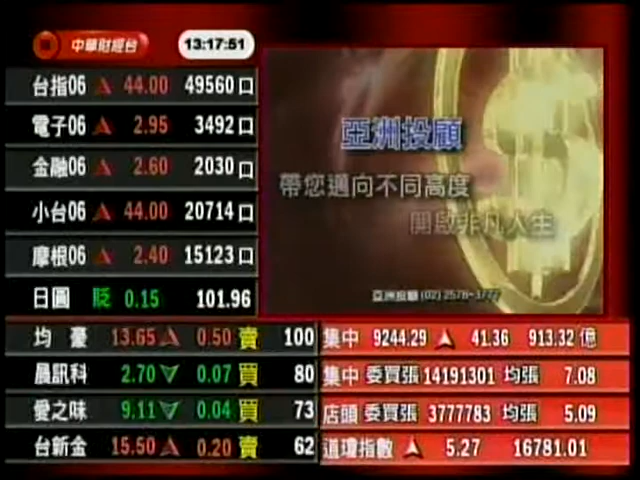 中華財經台
13:17:51
台指06 44.00 49560口
電子06 2.95 3492口
金融06 2.60 2030口
小台06 44.00 20714口
摩根06 2.40 15123口
日圓 貶 0.15 101.96
亞洲投顧
帶您邁向不同高度
開啟非凡人生
亞洲投顧 (02) 2578-3777
均豪 13.65 0.50 賣 100
晨訊科 2.70 0.07 買 80
愛之味 9.11 0.04 買 73
台新金 15.50 0.20 賣 62
集中 9244.29 41.36 913.32億
集中 委買張 14191301 均張 7.08
店頭 委買張 3777783 均張 5.09
道瓊指數 5.27 16781.01